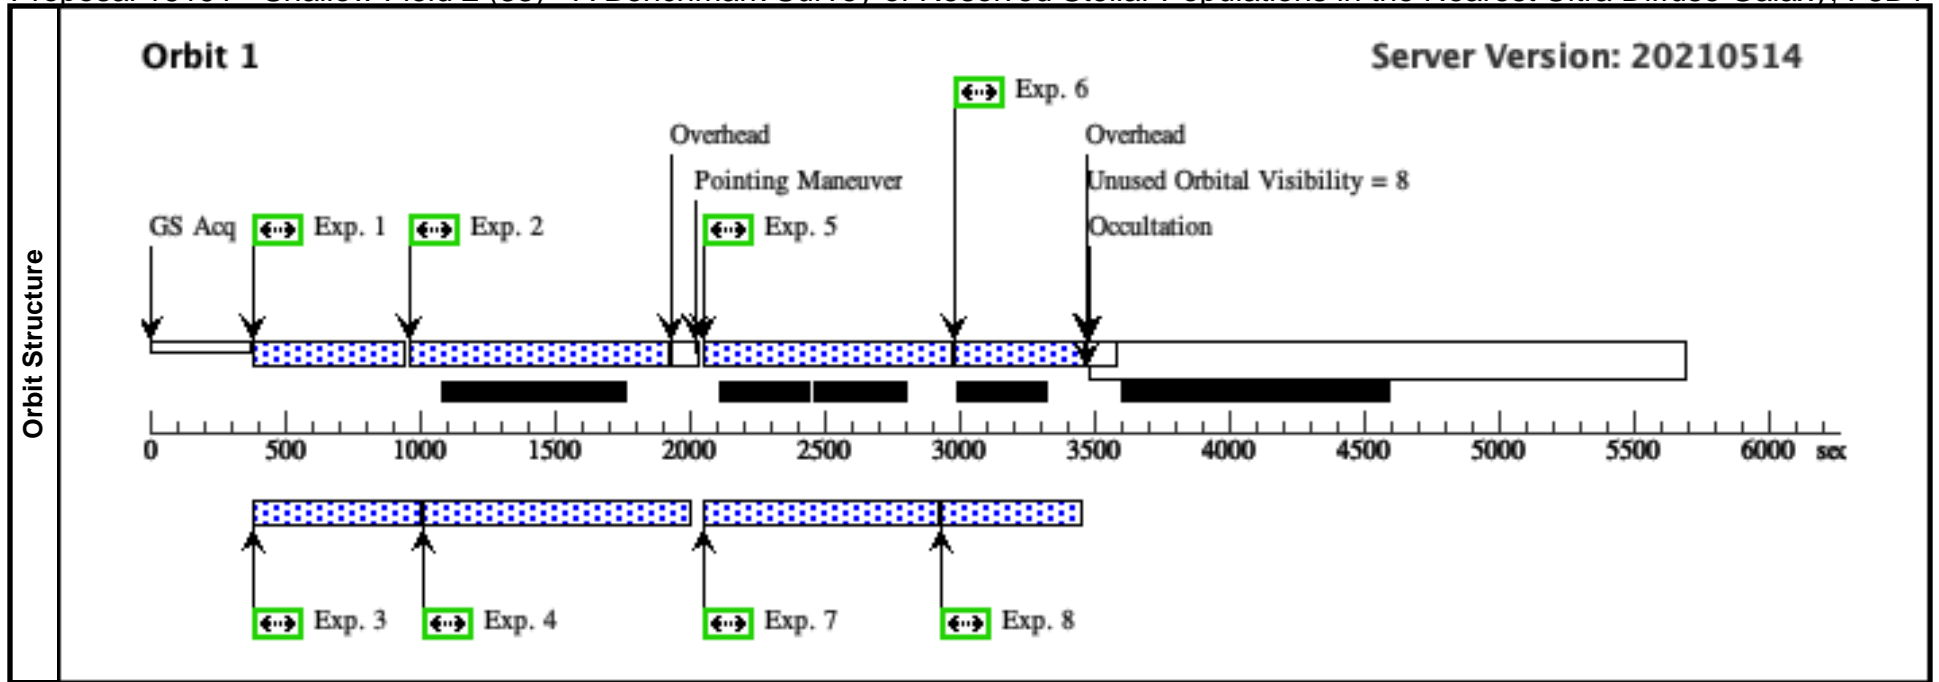 Orbit Structure
Orbit 1
Server Version: 20210514
Exp. 6
Overhead
Overhead
Pointing Maneuver
Unused Orbital Visibility = 8
GS Acq
Exp. 1
Exp. 2
Exp. 5
Occultation
0 500 1000 1500 2000 2500 3000 3500 4000 4500 5000 5500 6000 sec
Exp. 3
Exp. 4
Exp. 7
Exp. 8